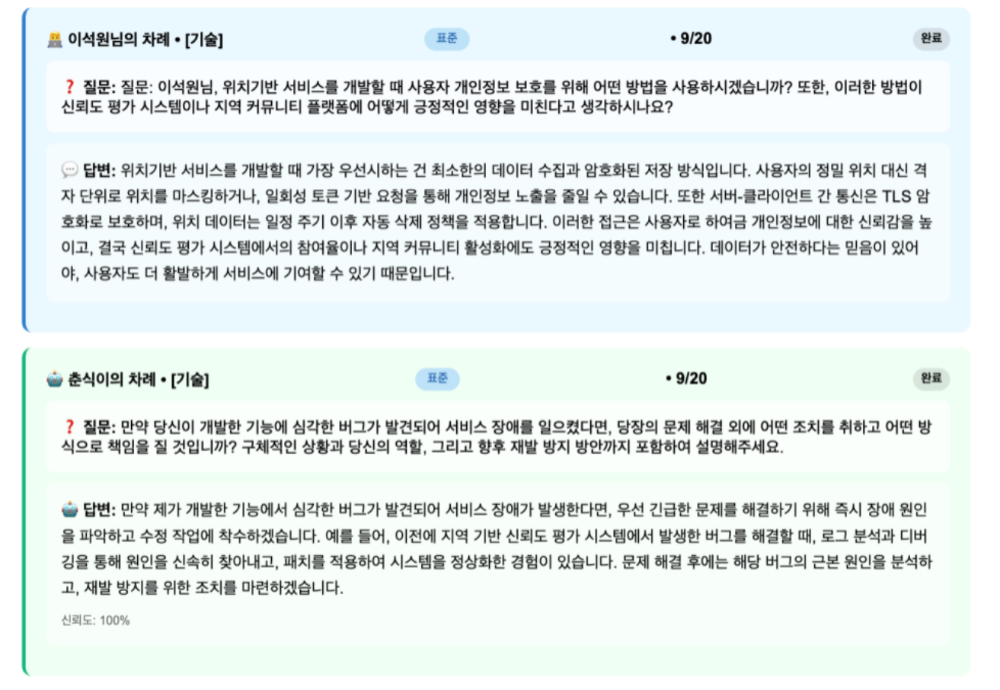 이석원님의 차례 • [기술] 표준 • 9/20 완료
❓ 질문: 질문: 이석원님, 위치기반 서비스를 개발할 때 사용자 개인정보 보호를 위해 어떤 방법을 사용하시겠습니까? 또한, 이러한 방법이
신뢰도 평가 시스템이나 지역 커뮤니티 플랫폼에 어떻게 긍정적인 영향을 미친다고 생각하시나요?
답변: 위치기반 서비스를 개발할 때 가장 우선시하는 건 최소한의 데이터 수집과 암호화된 저장 방식입니다. 사용자의 정밀 위치 대신 격
자 단위로 위치를 마스킹하거나, 일회성 토큰 기반 요청을 통해 개인정보 노출을 줄일 수 있습니다. 또한 서버-클라이언트 간 통신은 TLS 암
호화로 보호하며, 위치 데이터는 일정 주기 이후 자동 삭제 정책을 적용합니다. 이러한 접근은 사용자로 하여금 개인정보에 대한 신뢰감을 높
이고, 결국 신뢰도 평가 시스템에서의 참여율이나 지역 커뮤니티 활성화에도 긍정적인 영향을 미칩니다. 데이터가 안전하다는 믿음이 있어
야, 사용자도 더 활발하게 서비스에 기여할 수 있기 때문입니다.
춘식이의 차례 • [기술] 표준 • 9/20 완료
❓ 질문: 만약 당신이 개발한 기능에 심각한 버그가 발견되어 서비스 장애를 일으켰다면, 당장의 문제 해결 외에 어떤 조치를 취하고 어떤 방
식으로 책임을 질 것입니까? 구체적인 상황과 당신의 역할, 그리고 향후 재발 방지 방안까지 포함하여 설명해주세요.
답변: 만약 제가 개발한 기능에서 심각한 버그가 발견되어 서비스 장애가 발생한다면, 우선 긴급한 문제를 해결하기 위해 즉시 장애 원인
을 파악하고 수정 작업에 착수하겠습니다. 예를 들어, 이전에 지역 기반 신뢰도 평가 시스템에서 발생한 버그를 해결할 때, 로그 분석과 디버
깅을 통해 원인을 신속히 찾아내고, 패치를 적용하여 시스템을 정상화한 경험이 있습니다. 문제 해결 후에는 해당 버그의 근본 원인을 분석하
고, 재발 방지를 위한 조치를 마련하겠습니다.
신뢰도: 100%